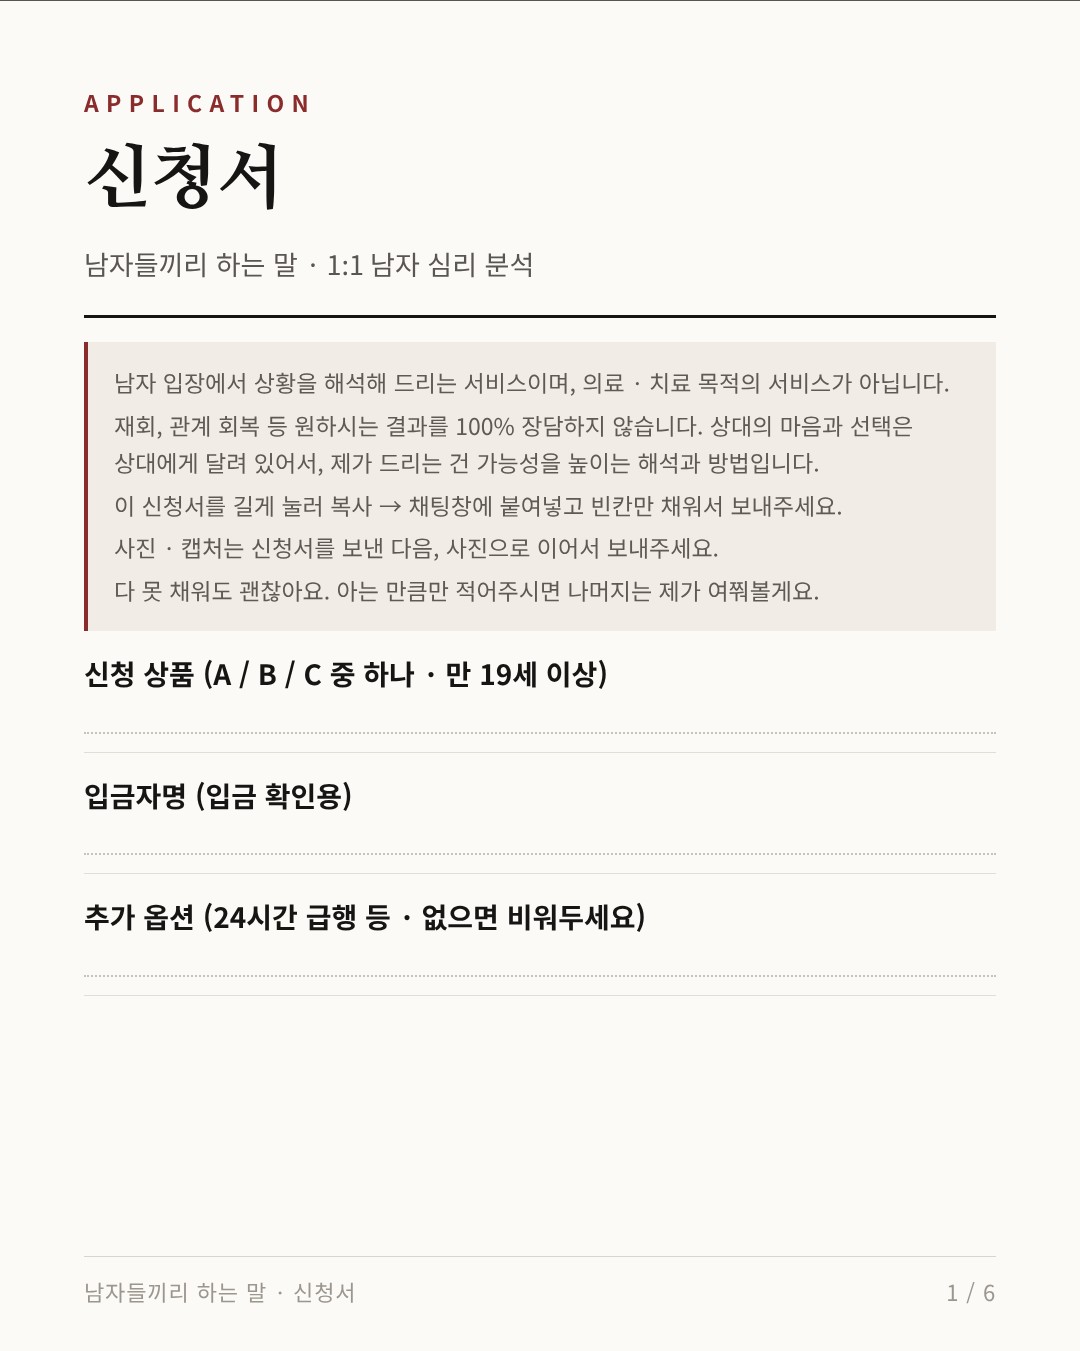 APPLICATION
신청서
남자들끼리 하는 말 · 1:1 남자 심리 분석
남자 입장에서 상황을 해석해 드리는 서비스이며, 의료 · 치료 목적의 서비스가 아닙니다.
재회, 관계 회복 등 원하시는 결과를 100% 장담하지 않습니다. 상대의 마음과 선택은
상대에게 달려 있어서, 제가 드리는 건 가능성을 높이는 해석과 방법입니다.
이 신청서를 길게 눌러 복사 → 채팅창에 붙여넣고 빈칸만 채워서 보내주세요.
사진 · 캡처는 신청서를 보낸 다음, 사진으로 이어서 보내주세요.
다 못 채워도 괜찮아요. 아는 만큼만 적어주시면 나머지는 제가 여쭤볼게요.
신청 상품 (A / B / C 중 하나 · 만 19세 이상)
입금자명 (입금 확인용)
추가 옵션 (24시간 급행 등 · 없으면 비워두세요)
남자들끼리 하는 말 · 신청서
1 / 6